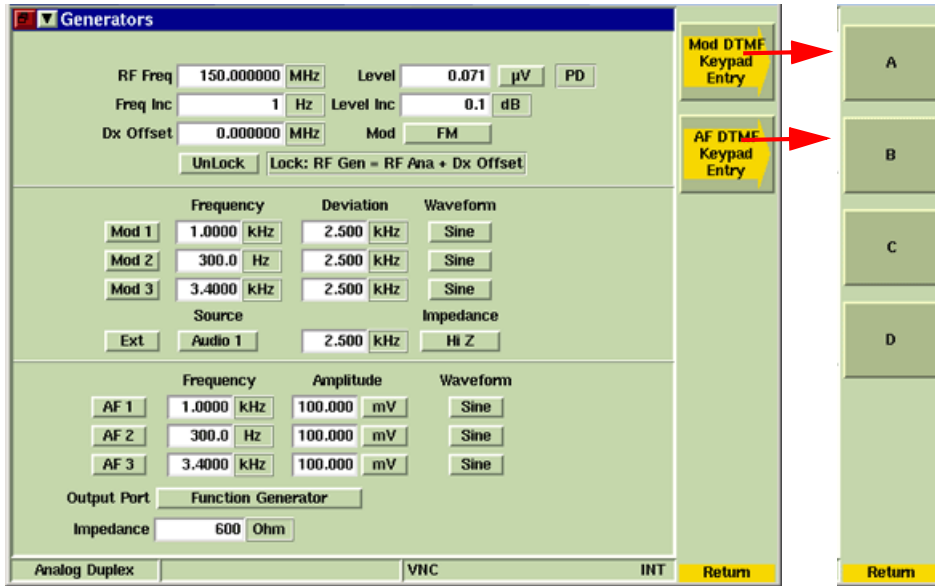 Generators
RF Freq 150.000000 MHz Level 0.071 µV PD
Freq Inc 1 Hz Level Inc 0.1 dB
Dx Offset 0.000000 MHz Mod FM
UnLock Lock: RF Gen = RF Ana + Dx Offset
Frequency Deviation Waveform
Mod 1 1.0000 kHz 2.500 kHz Sine
Mod 2 300.0 Hz 2.500 kHz Sine
Mod 3 3.4000 kHz 2.500 kHz Sine
Source Impedance
Ext Audio 1 2.500 kHz Hi Z
Frequency Amplitude Waveform
AF 1 1.0000 kHz 100.000 mV Sine
AF 2 300.0 Hz 100.000 mV Sine
AF 3 3.4000 kHz 100.000 mV Sine
Output Port Function Generator
Impedance 600 Ohm
Analog Duplex VNC INT
Mod DTMF
Keypad
Entry
AF DTMF
Keypad
Entry
Return
A
B
C
D
Return